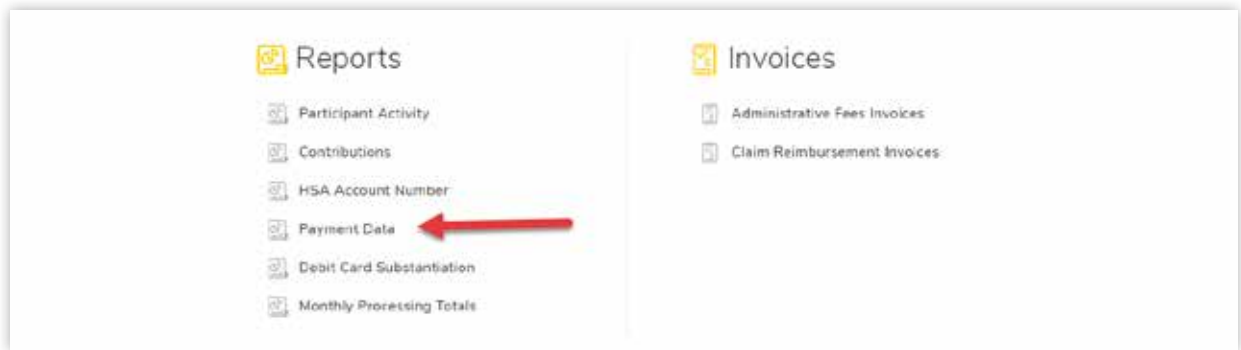 Reports
Participant Activity
Contributions
HSA Account Number
Payment Data
Debit Card Substantiation
Monthly Processing Totals
Invoices
Administrative Fees Invoices
Claim Reimbursement Invoices